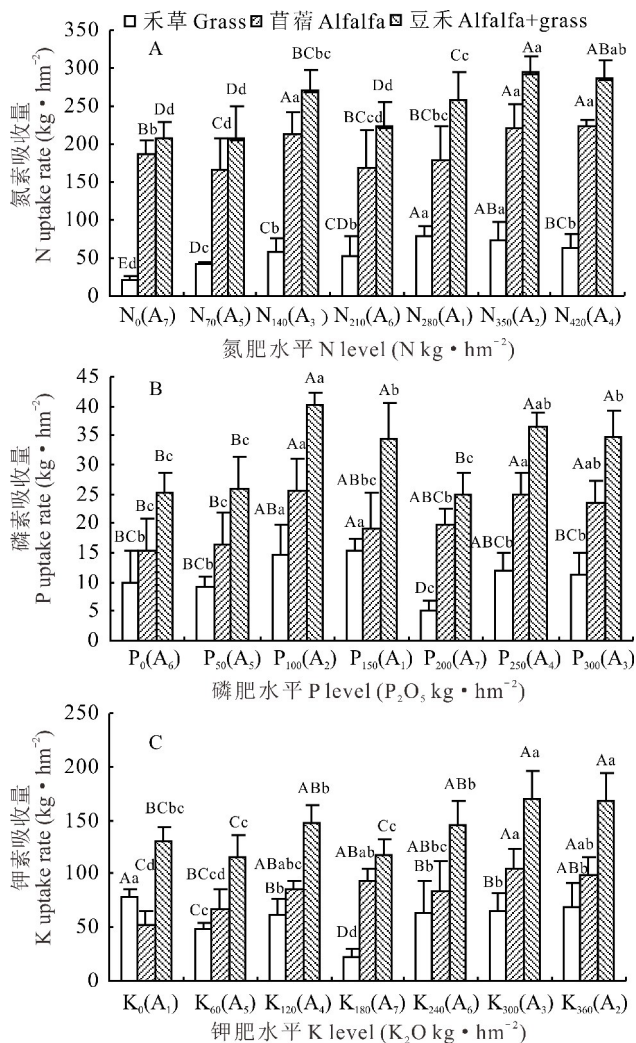 禾草 Grass 苜蓿 Alfalfa 豆禾 Alfalfa+grass
A
氮素吸收量
N uptake rate (kg·hm⁻²)
350
300
250
200
150
100
50
0
Ed Bb Dd
Dc Cd Dd
Cb Aa BCbc
CDb BCcd Dd
Aa BCbc Cc
ABa Aa Aa
BCb Aa ABab
N₀(A₇) N₇₀(A₅) N₁₄₀(A₃ ) N₂₁₀(A₆) N₂₈₀(A₁) N₃₅₀(A₂) N₄₂₀(A₄)
氮肥水平 N level (N kg·hm⁻²)
B
磷素吸收量
P uptake rate (kg·hm⁻²)
45
40
35
30
25
20
15
10
5
0
BCb Bc Bc
BCb Bc Bc
ABa Aa Aa
Aa ABbc Ab
Dc ABCb Bc
ABCb Aa Aab
BCb Aab Ab
P₀(A₆) P₅₀(A₅) P₁₀₀(A₂) P₁₅₀(A₁) P₂₀₀(A₇) P₂₅₀(A₄) P₃₀₀(A₃)
磷肥水平 P level (P₂O₅ kg·hm⁻²)
C
钾素吸收量
K uptake rate (kg·hm⁻²)
250
200
150
100
50
0
Aa Cd BCbc
Cc BCcd Cc
Bb ABabc ABb
Dd ABab Cc
Bb ABbc ABb
Bb Aa Aa
ABb Aab Aa
K₀(A₁) K₆₀(A₅) K₁₂₀(A₄) K₁₈₀(A₇) K₂₄₀(A₆) K₃₀₀(A₃) K₃₆₀(A₂)
钾肥水平 K level (K₂O kg·hm⁻²)